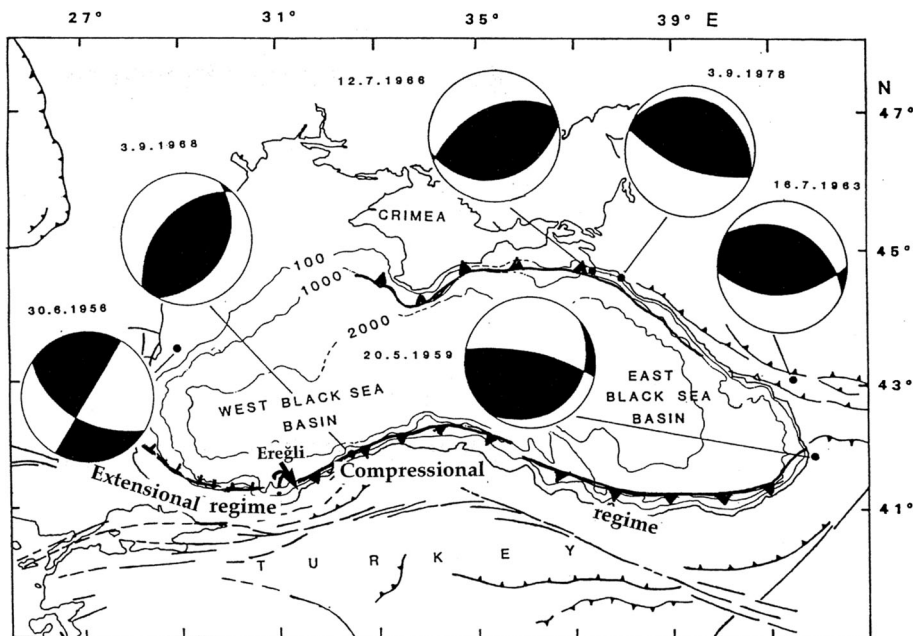 27° 31° 35° 39° E
N
47°
45°
43°
41°
12.7.1966
3.9.1978
3.9.1968
16.7.1963
CRIMEA
100
1000
2000
30.6.1956
20.5.1959
WEST BLACK SEA
BASIN
EAST
BLACK SEA
BASIN
Ereğli
?
Extensional regime
Compressional
regime
TURKEY